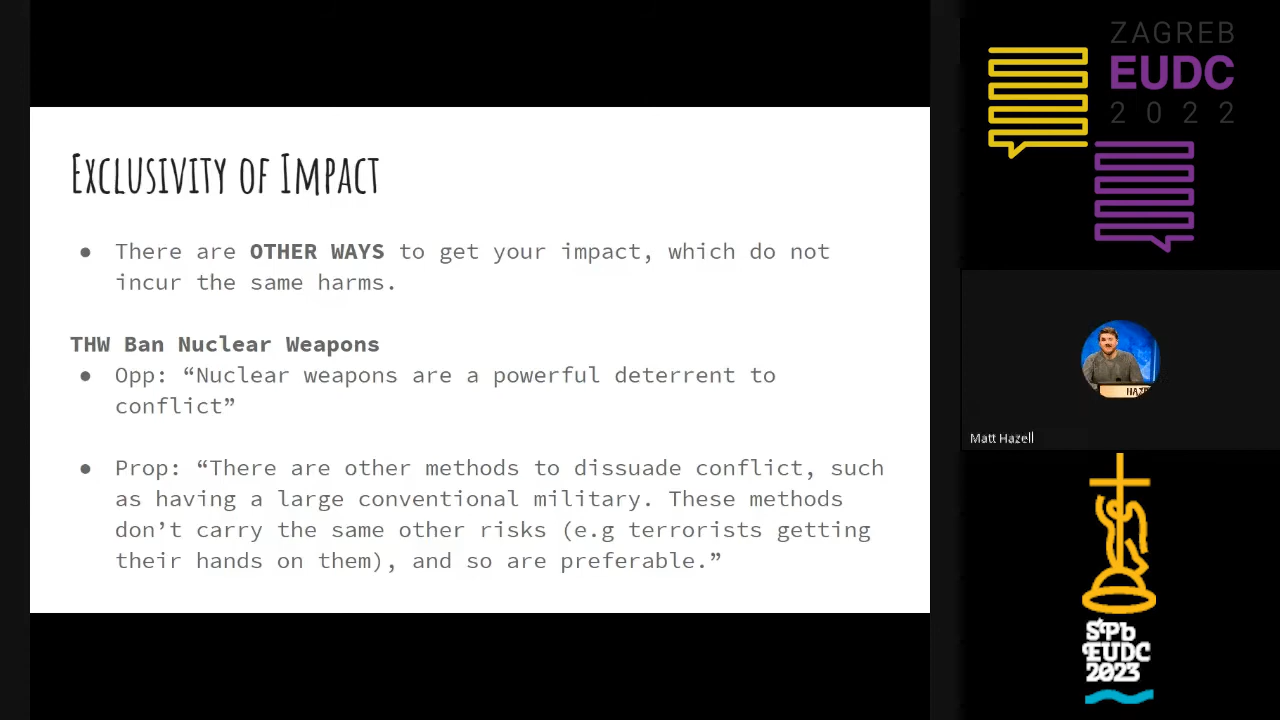 Exclusivity of Impact
● There are OTHER WAYS to get your impact, which do not
incur the same harms.
THW Ban Nuclear Weapons
● Opp: “Nuclear weapons are a powerful deterrent to
conflict”
● Prop: “There are other methods to dissuade conflict, such
as having a large conventional military. These methods
don’t carry the same other risks (e.g terrorists getting
their hands on them), and so are preferable.”
ZAGREB
EUDC
2022
HAZE
Matt Hazell
StPb
EUDC
2023